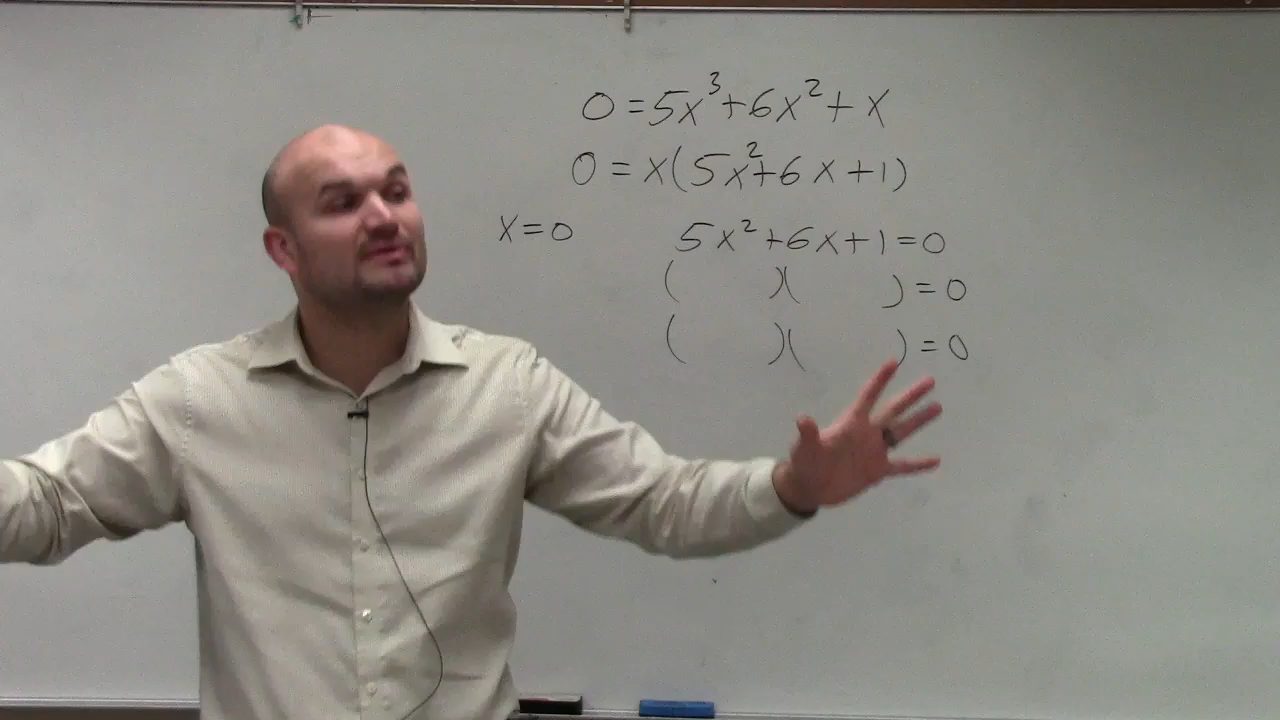 0 = 5x³ + 6x² + x
0 = x(5x² + 6x + 1)
x = 0 5x² + 6x + 1 = 0
(   )(   ) = 0
(   )(   ) = 0